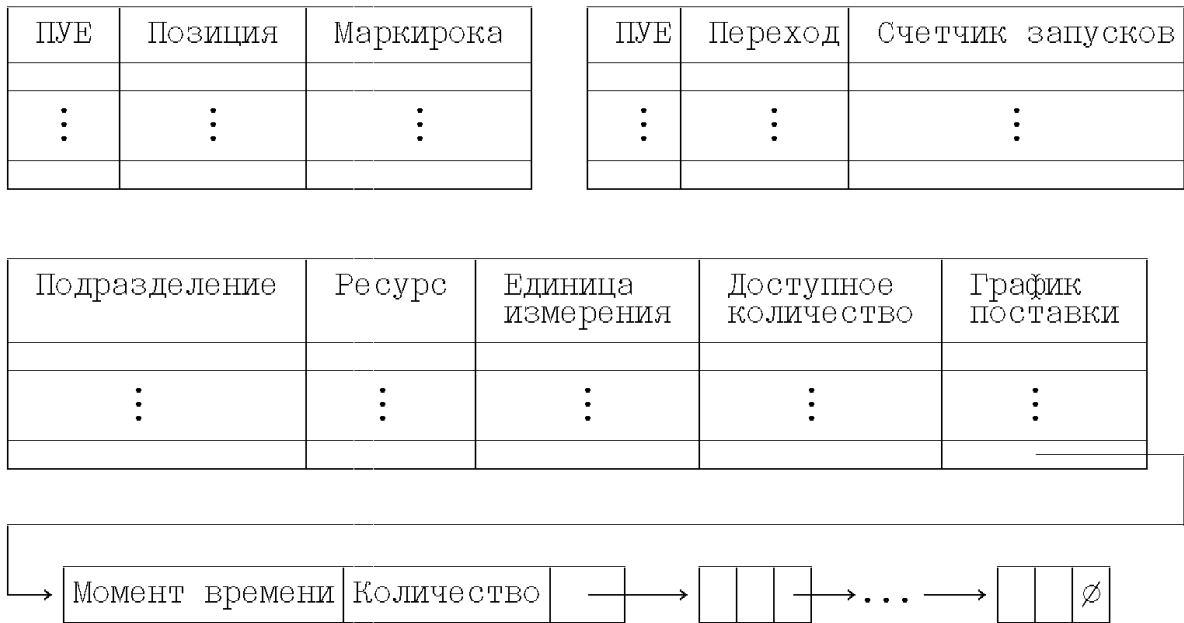 ПУЕ Позиция Маркирока ПУЕ Переход Счетчик запусков
Подразделение Ресурс Единица Доступное График
измерения количество поставки
Момент времени Количество ... ∅